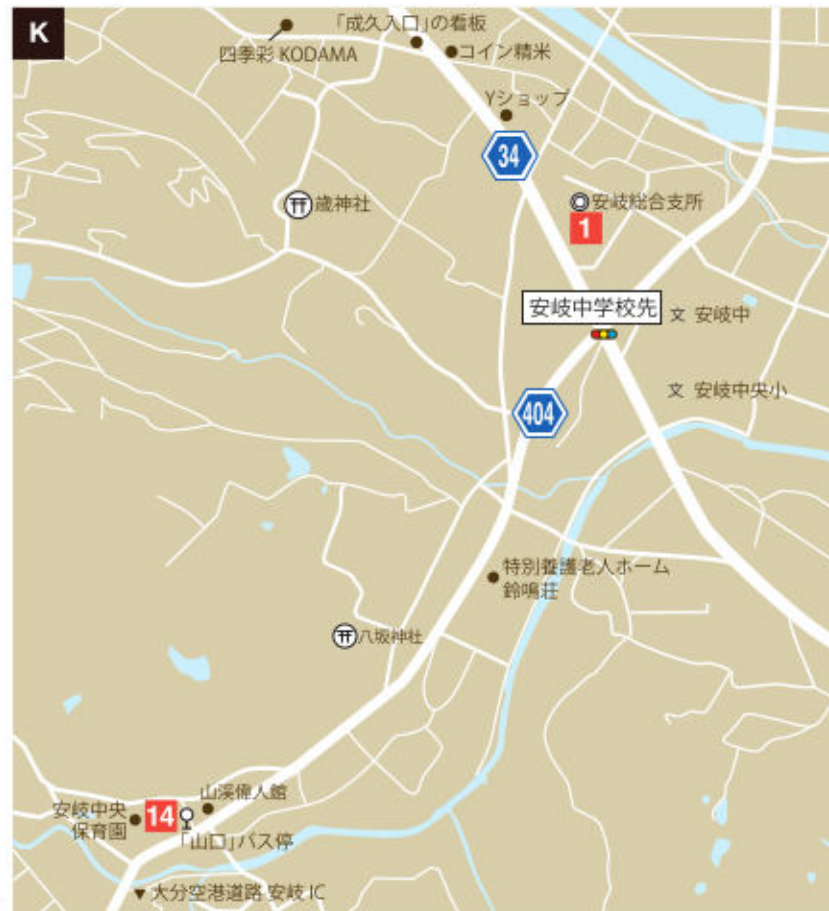 K
「成久入口」の看板
四季彩 KODAMA
コイン精米
Yショップ
34
歳神社
安岐総合支所
1
安岐中学校先
文 安岐中
文 安岐中央小
404
特別養護老人ホーム
鈴鳴荘
八坂神社
山渓偉人館
安岐中央
保育園
14
「山口」バス停
▼ 大分空港道路 安岐 IC